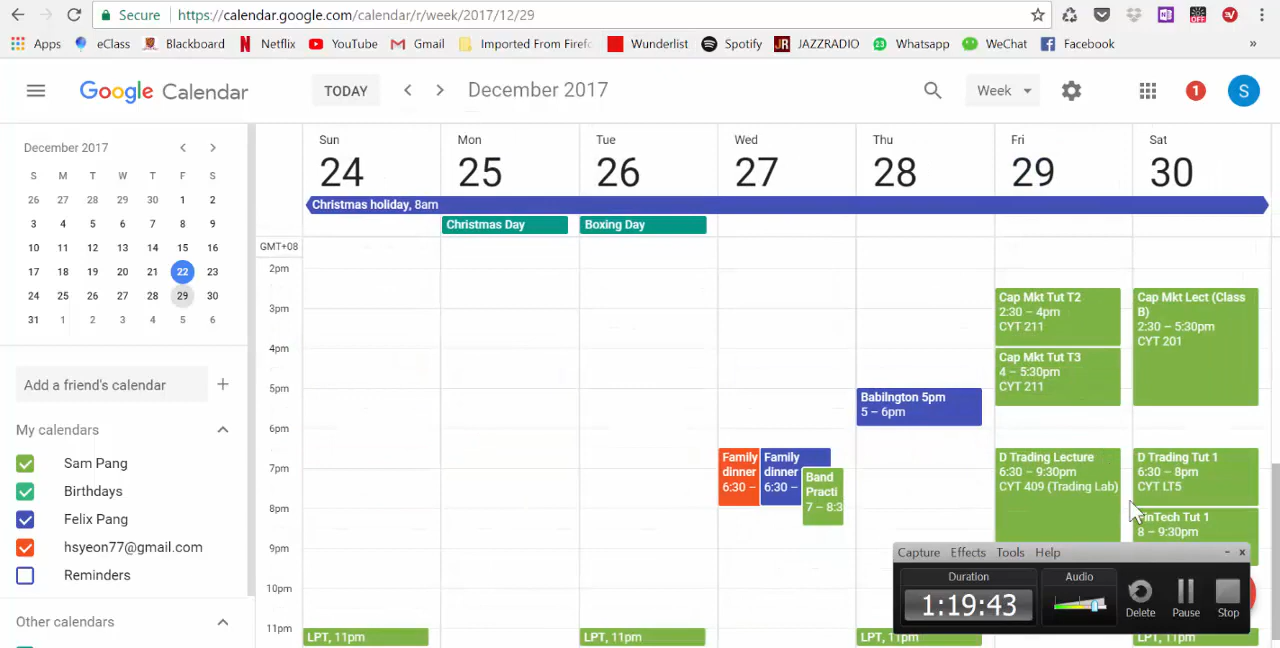 Secure
https://calendar.google.com/calendar/r/week/2017/12/29
OFF
Apps
eClass
Blackboard
Netflix
YouTube
Gmail
Imported From Firefo
Wunderlist
Spotify
JR JAZZRADIO
23 Whatsapp
WeChat
Facebook
»
Google Calendar
TODAY
December 2017
Week
1
S
December 2017
S M T W T F S
26 27 28 29 30 1 2
3 4 5 6 7 8 9
10 11 12 13 14 15 16
17 18 19 20 21 22 23
24 25 26 27 28 29 30
31 1 2 3 4 5 6
Add a friend's calendar
My calendars
Sam Pang
Birthdays
Felix Pang
hsyeon77@gmail.com
Reminders
Other calendars
Sun Mon Tue Wed Thu Fri Sat
24 25 26 27 28 29 30
Christmas holiday, 8am
Christmas Day
Boxing Day
GMT+08
2pm
3pm
4pm
5pm
6pm
7pm
8pm
9pm
10pm
11pm
LPT, 11pm
LPT, 11pm
Family
dinner
6:30 –
Family
dinner
6:30 –
Band
Practi
7 – 8:3
Babilngton 5pm
5 – 6pm
LPT, 11pm
Cap Mkt Tut T2
2:30 – 4pm
CYT 211
Cap Mkt Tut T3
4 – 5:30pm
CYT 211
D Trading Lecture
6:30 – 9:30pm
CYT 409 (Trading Lab)
Cap Mkt Lect (Class
B)
2:30 – 5:30pm
CYT 201
D Trading Tut 1
6:30 – 8pm
CYT LT5
FinTech Tut 1
8 – 9:30pm
LPT, 11pm
Capture Effects Tools Help
Duration
1:19:43
Audio
Delete
Pause
Stop